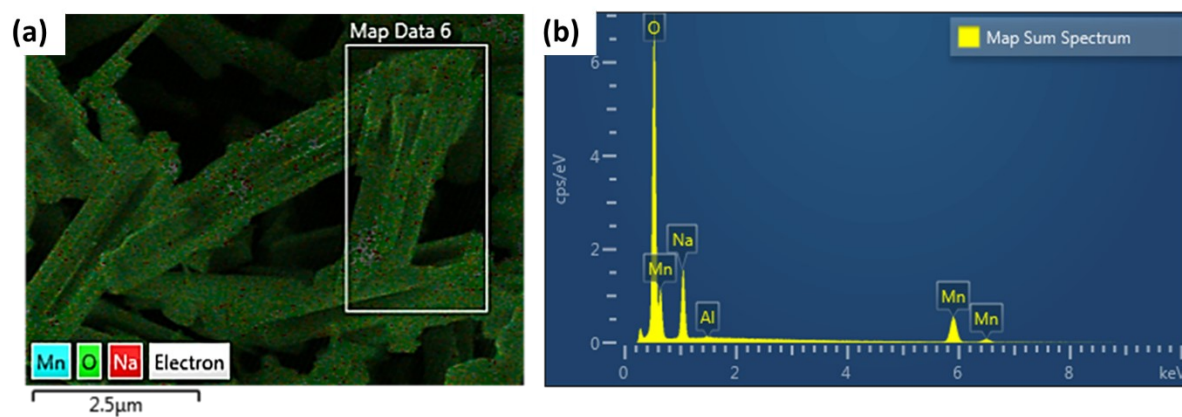 (a)
Map Data 6
Mn O Na Electron
2.5µm
(b)
Map Sum Spectrum
O
6
4
cps/eV
Na
2
Mn
Al
Mn
Mn
0
0 2 4 6 8 keV